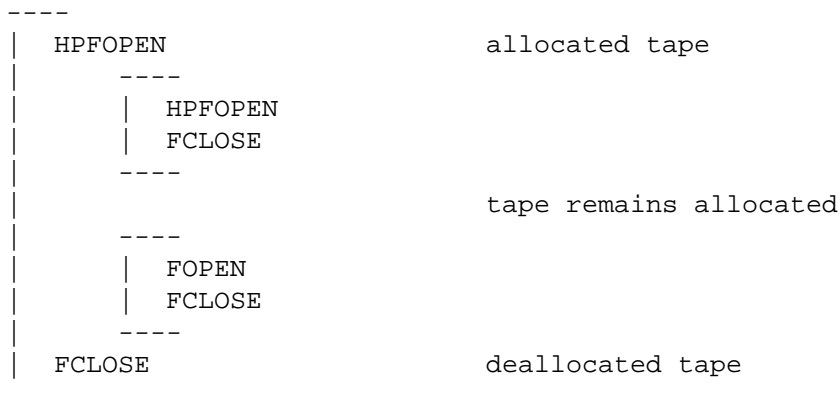 ----
|  HPFOPEN                    allocated tape
|      ----
|      |  HPFOPEN
|      |  FCLOSE
|      ----
|                             tape remains allocated
|      ----
|      |  FOPEN
|      |  FCLOSE
|      ----
|  FCLOSE                     deallocated tape